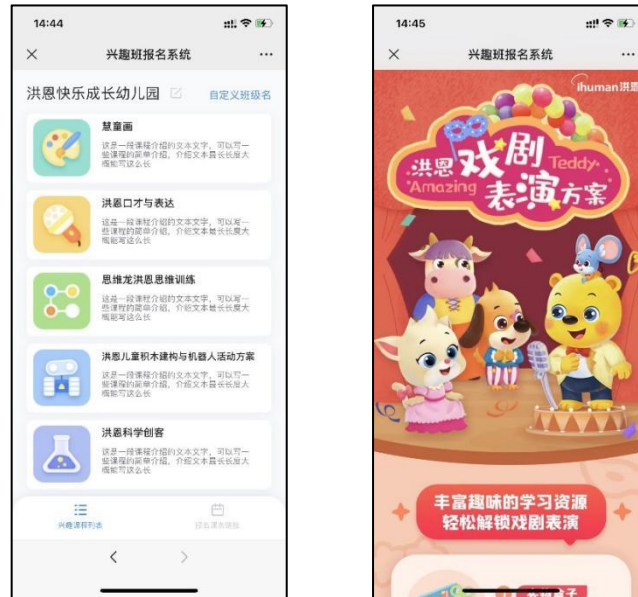 14:44
兴趣班报名系统
洪恩快乐成长幼儿园
自定义班级名
慧童画
这是一段课程介绍的文本文字，可以写一
些课程的简单介绍，介绍文本最长长度大
概能写这么长
洪恩口才与表达
这是一段课程介绍的文本文字，可以写一
些课程的简单介绍，介绍文本最长长度大
概能写这么长
思维龙洪恩思维训练
这是一段课程介绍的文本文字，可以写一
些课程的简单介绍，介绍文本最长长度大
概能写这么长
洪恩儿童积木建构与机器人活动方案
这是一段课程介绍的文本文字，可以写一
些课程的简单介绍，介绍文本最长长度大
概能写这么长
洪恩科学创客
这是一段课程介绍的文本文字，可以写一
些课程的简单介绍，介绍文本最长长度大
概能写这么长
兴趣课程列表
14:45
兴趣班报名系统
ihuman洪恩
洪恩戏剧 Teddy
Amazing 表演方案
丰富趣味的学习资源
轻松解锁戏剧表演